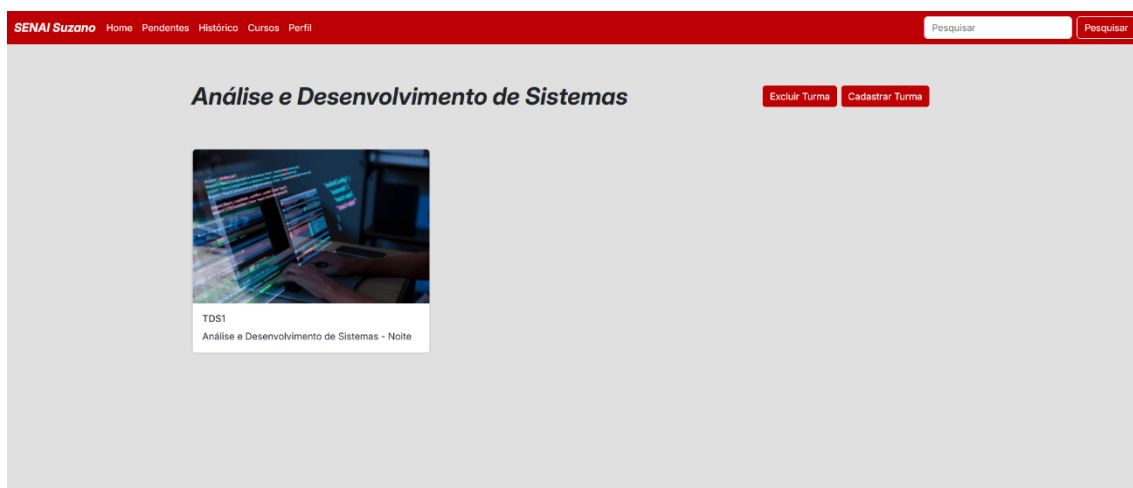 SENAI Suzano Home Pendentes Histórico Cursos Perfil Pesquisar Pesquisar
Análise e Desenvolvimento de Sistemas Excluir Turma Cadastrar Turma
TDS1
Análise e Desenvolvimento de Sistemas - Noite